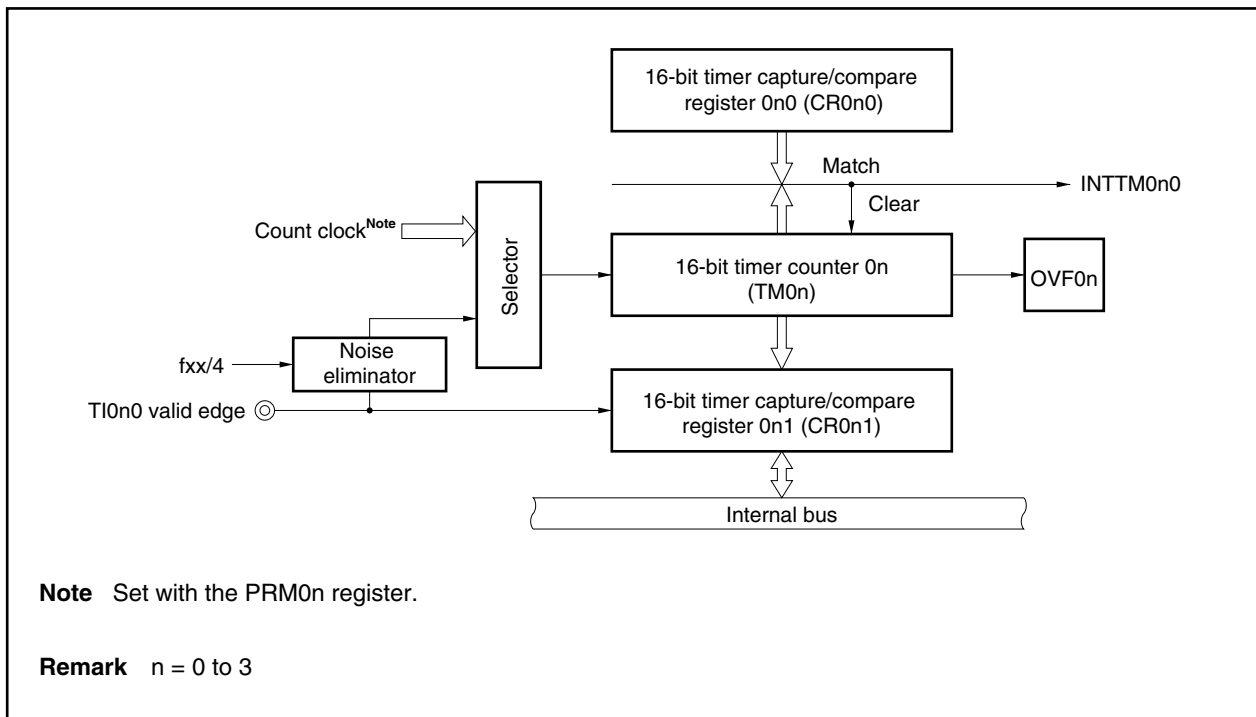 16-bit timer capture/compare
register 0n0 (CR0n0)
Match
INTTM0n0
Clear
Count clockNote
Selector
16-bit timer counter 0n
(TM0n)
OVF0n
fxx/4
Noise
eliminator
TI0n0 valid edge
16-bit timer capture/compare
register 0n1 (CR0n1)
Internal bus
Note Set with the PRM0n register.
Remark n = 0 to 3